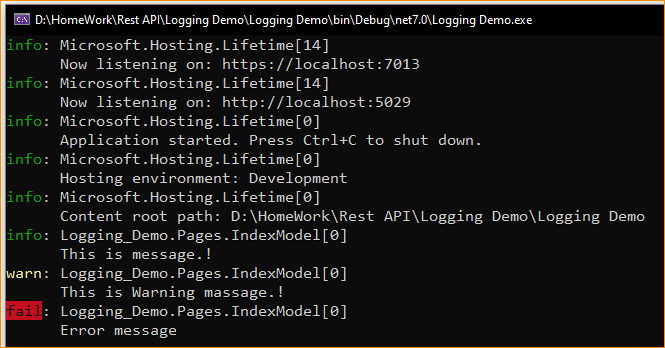 D:\HomeWork\Rest API\Logging Demo\Logging Demo\bin\Debug\net7.0\Logging Demo.exe
info: Microsoft.Hosting.Lifetime[14]
Now listening on: https://localhost:7013
info: Microsoft.Hosting.Lifetime[14]
Now listening on: http://localhost:5029
info: Microsoft.Hosting.Lifetime[0]
Application started. Press Ctrl+C to shut down.
info: Microsoft.Hosting.Lifetime[0]
Hosting environment: Development
info: Microsoft.Hosting.Lifetime[0]
Content root path: D:\HomeWork\Rest API\Logging Demo\Logging Demo
info: Logging_Demo.Pages.IndexModel[0]
This is message.!
warn: Logging_Demo.Pages.IndexModel[0]
This is Warning massage.!
fail: Logging_Demo.Pages.IndexModel[0]
Error message